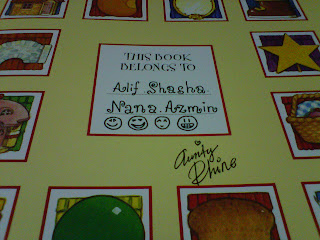 THIS BOOK
BELONGS TO
Alif Shasha
Nana Azmin
Aunty
Dhine